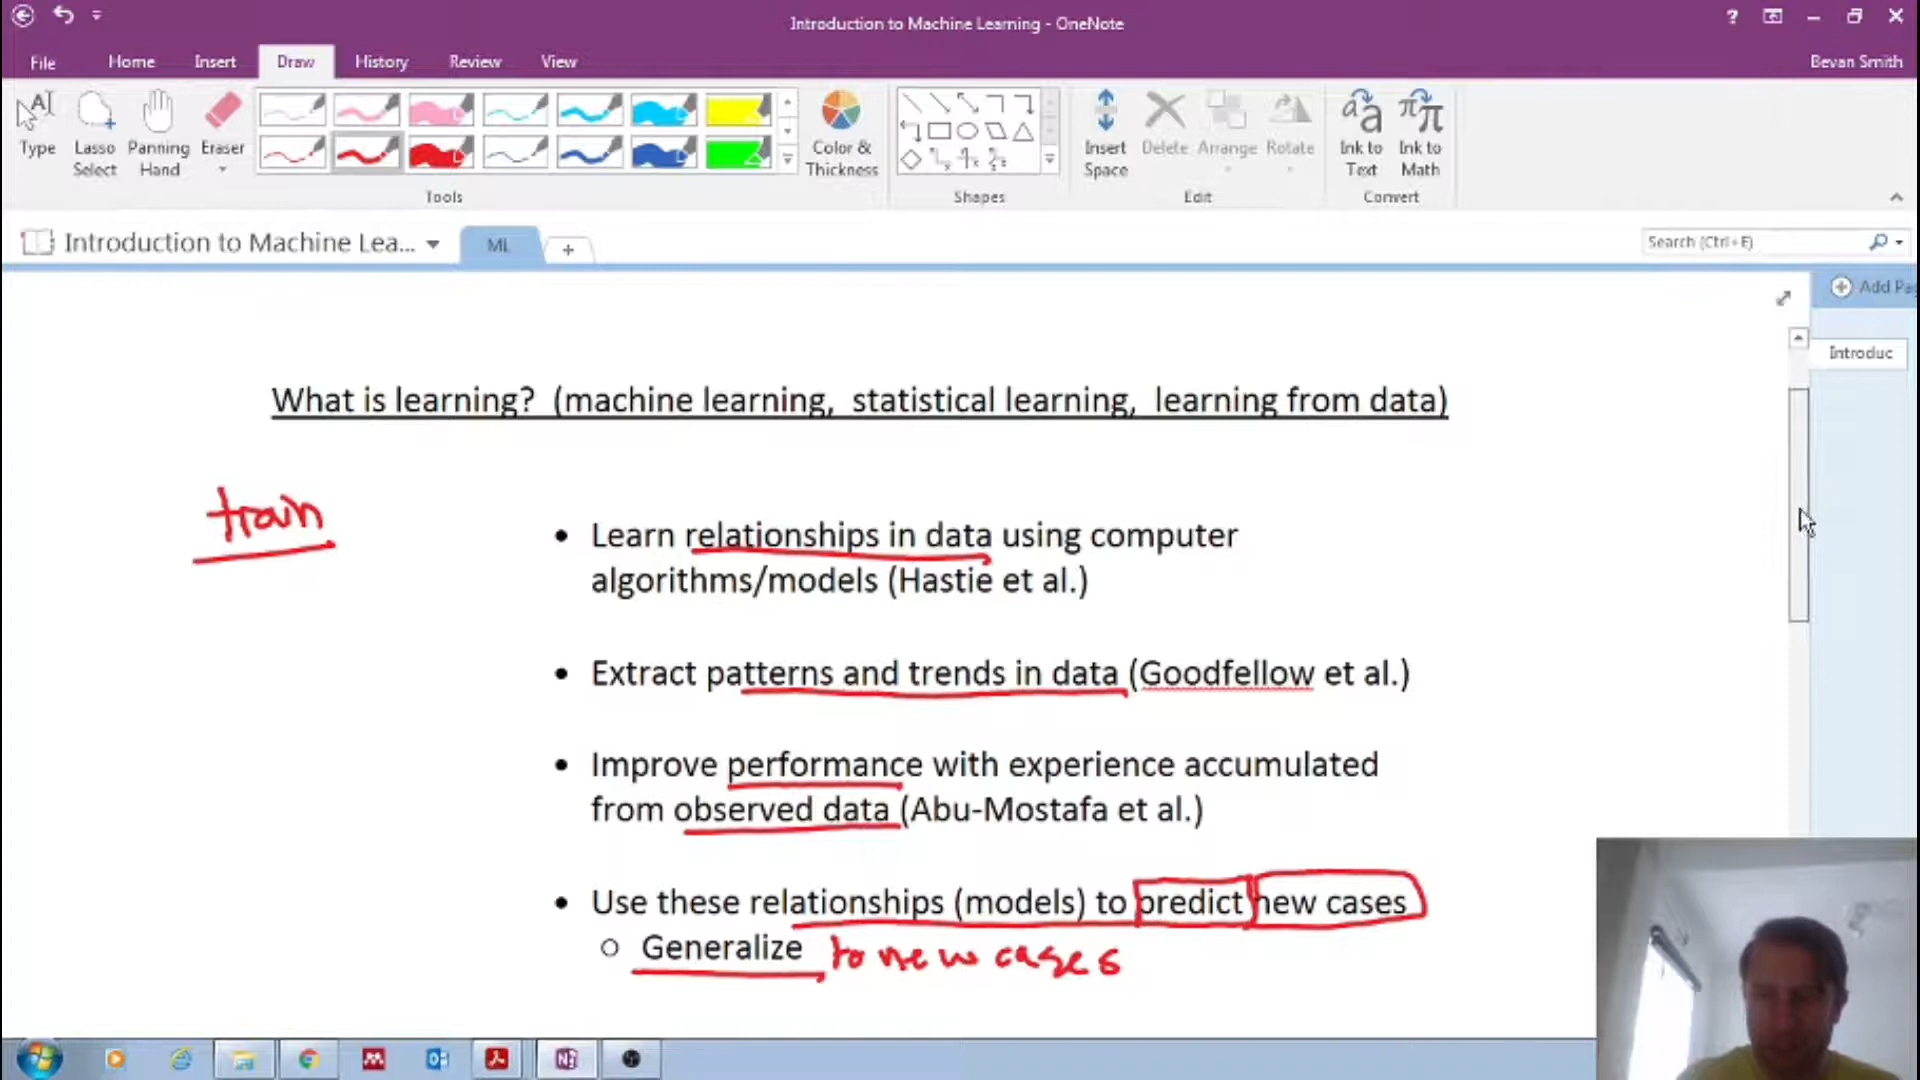 Introduction to Machine Learning - OneNote
?
File Home Insert Draw History Review View
Bevan Smith
Type
Lasso Select
Panning Hand
Eraser
Color & Thickness
Insert Space
Delete
Arrange
Rotate
Ink to Text
Ink to Math
Tools
Shapes
Edit
Convert
Introduction to Machine Lea...
ML
+
Search (Ctrl+E)
Add Pag
Introduc
What is learning? (machine learning, statistical learning, learning from data)
train
• Learn relationships in data using computer
algorithms/models (Hastie et al.)
• Extract patterns and trends in data (Goodfellow et al.)
• Improve performance with experience accumulated
from observed data (Abu-Mostafa et al.)
• Use these relationships (models) to predict new cases
○ Generalize to new cases